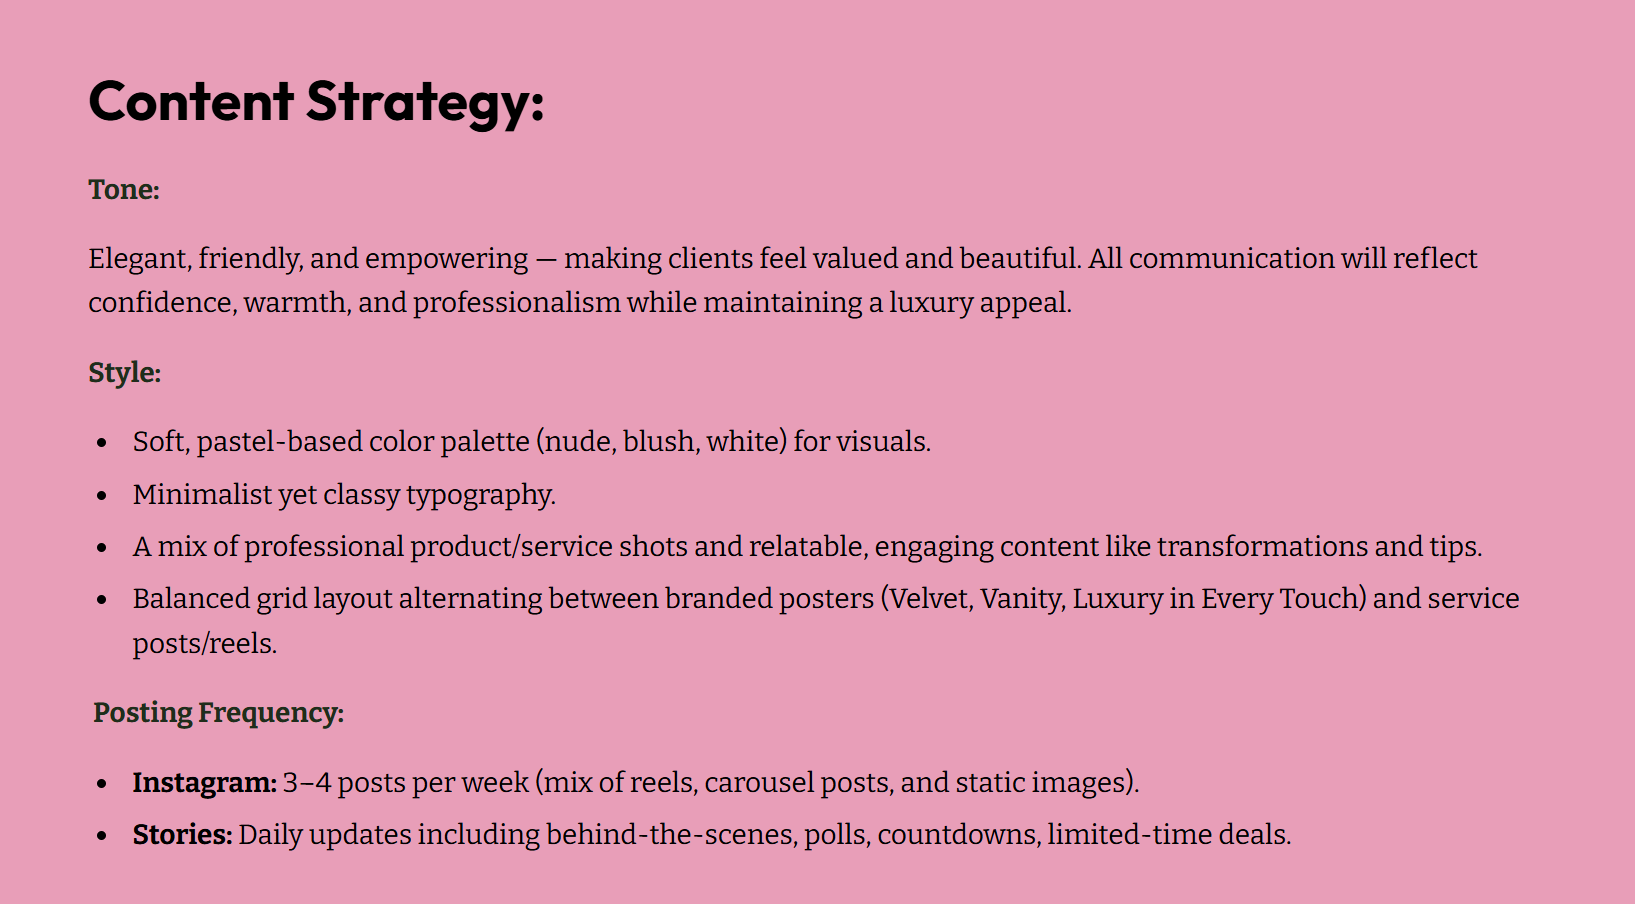 Content Strategy:
Tone:
Elegant, friendly, and empowering — making clients feel valued and beautiful. All communication will reflect
confidence, warmth, and professionalism while maintaining a luxury appeal.
Style:
• Soft, pastel-based color palette (nude, blush, white) for visuals.
• Minimalist yet classy typography.
• A mix of professional product/service shots and relatable, engaging content like transformations and tips.
• Balanced grid layout alternating between branded posters (Velvet, Vanity, Luxury in Every Touch) and service
posts/reels.
Posting Frequency:
• Instagram: 3–4 posts per week (mix of reels, carousel posts, and static images).
• Stories: Daily updates including behind-the-scenes, polls, countdowns, limited-time deals.